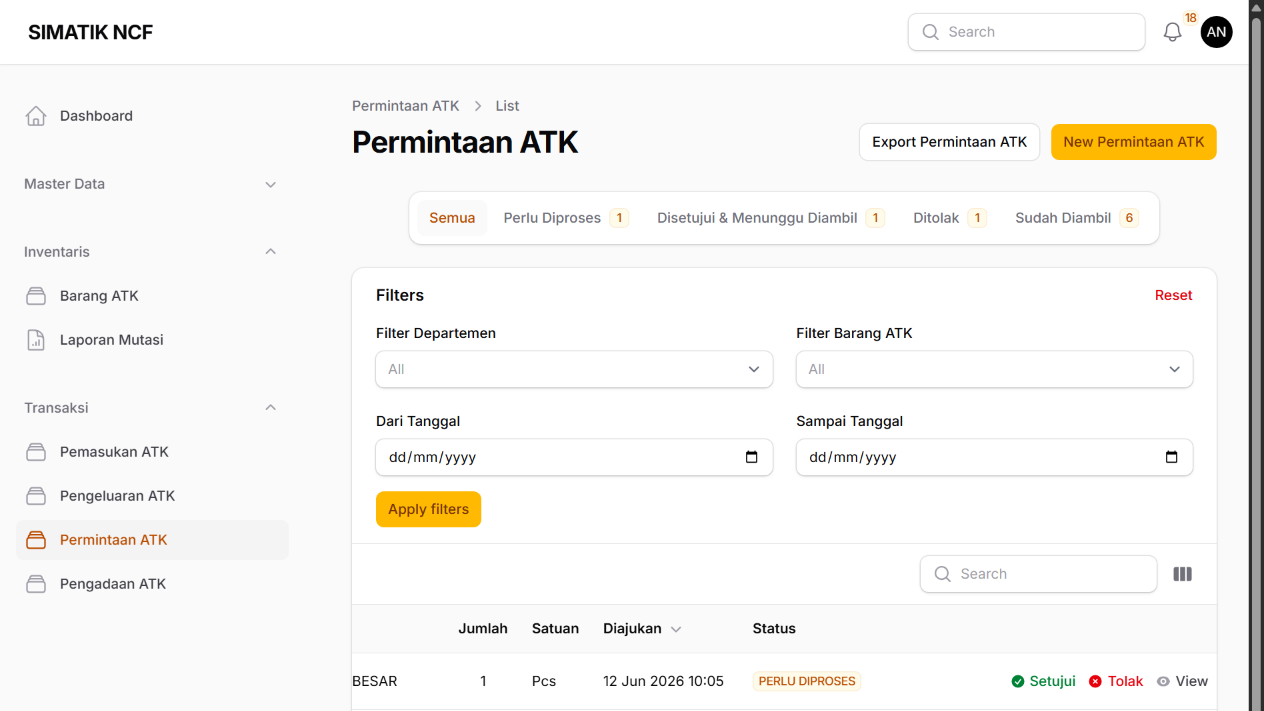 SIMATIK NCF
Search
18
AN
Dashboard
Master Data
Inventaris
Barang ATK
Laporan Mutasi
Transaksi
Pemasukan ATK
Pengeluaran ATK
Permintaan ATK
Pengadaan ATK
Permintaan ATK > List
Permintaan ATK
Export Permintaan ATK
New Permintaan ATK
Semua
Perlu Diproses 1
Disetujui & Menunggu Diambil 1
Ditolak 1
Sudah Diambil 6
Filters
Reset
Filter Departemen
All
Filter Barang ATK
All
Dari Tanggal
dd/mm/yyyy
Sampai Tanggal
dd/mm/yyyy
Apply filters
Search
Jumlah Satuan Diajukan Status
BESAR 1 Pcs 12 Jun 2026 10:05 PERLU DIPROSES Setujui Tolak View